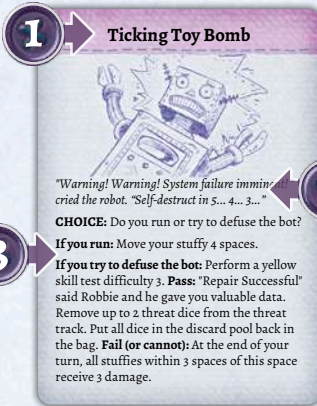 1
Ticking Toy Bomb
"Warning! Warning! System failure imminent!
cried the robot. "Self-destruct in 5... 4... 3..."
CHOICE: Do you run or try to defuse the bot?
3
If you run: Move your stuffy 4 spaces.
If you try to defuse the bot: Perform a yellow
skill test difficulty 3. Pass: "Repair Successful"
said Robbie and he gave you valuable data.
Remove up to 2 threat dice from the threat
track. Put all dice in the discard pool back in
the bag. Fail (or cannot): At the end of your
turn, all stuffies within 3 spaces of this space
receive 3 damage.